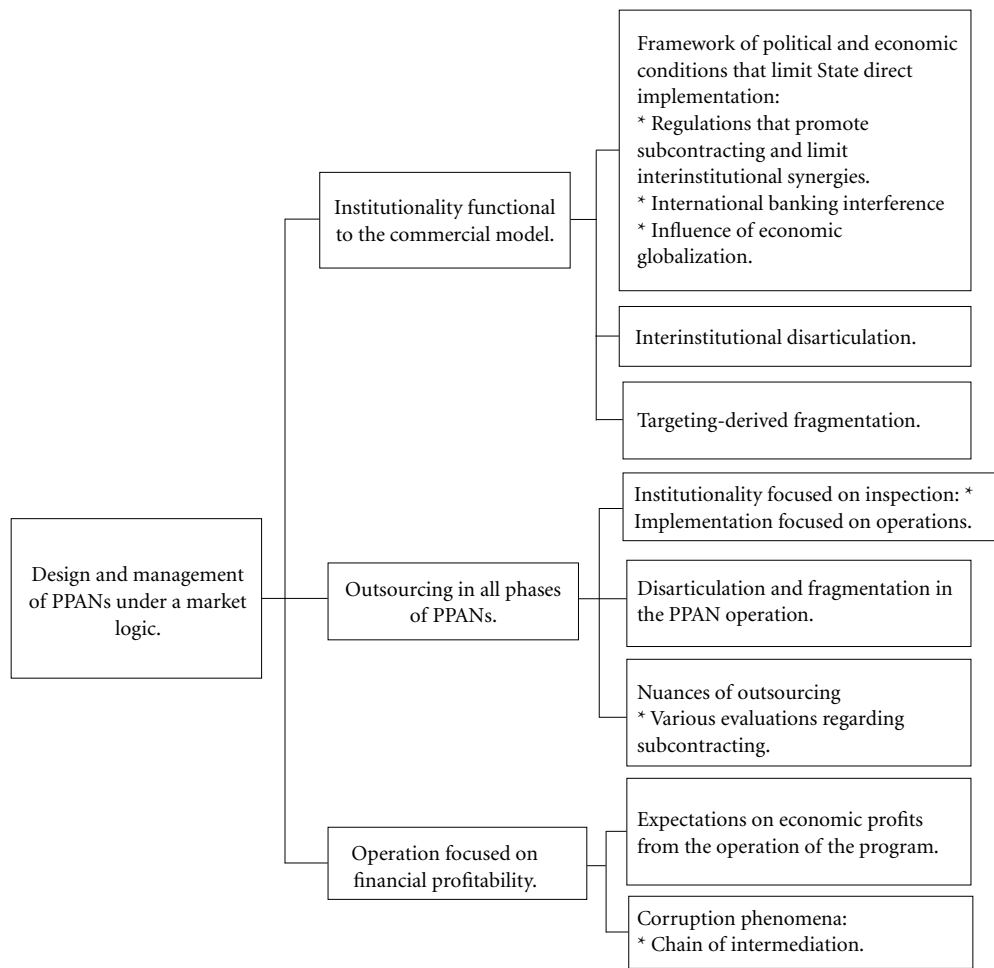 Design and management
of PPANs under a market
logic.
Institutionality functional
to the commercial model.
Framework of political and economic
conditions that limit State direct
implementation:
* Regulations that promote
subcontracting and limit
interinstitutional synergies.
* International banking interference
* Influence of economic
globalization.
Interinstitutional disarticulation.
Targeting-derived fragmentation.
Outsourcing in all phases
of PPANs.
Institutionality focused on inspection: *
Implementation focused on operations.
Disarticulation and fragmentation in
the PPAN operation.
Nuances of outsourcing
* Various evaluations regarding
subcontracting.
Operation focused on
financial profitability.
Expectations on economic profits
from the operation of the program.
Corruption phenomena:
* Chain of intermediation.